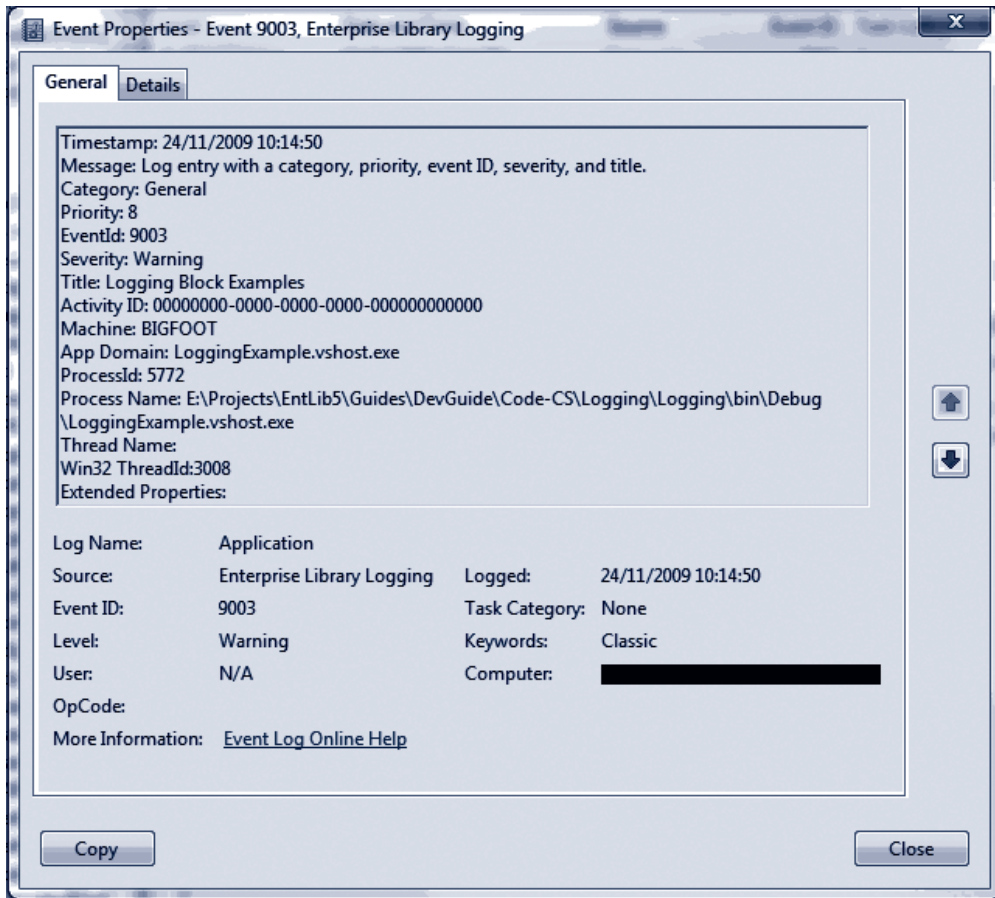 Event Properties - Event 9003, Enterprise Library Logging
General Details
Timestamp: 24/11/2009 10:14:50
Message: Log entry with a category, priority, event ID, severity, and title.
Category: General
Priority: 8
EventId: 9003
Severity: Warning
Title: Logging Block Examples
Activity ID: 00000000-0000-0000-0000-000000000000
Machine: BIGFOOT
App Domain: LoggingExample.vshost.exe
ProcessId: 5772
Process Name: E:\Projects\EntLib5\Guides\DevGuide\Code-CS\Logging\Logging\bin\Debug
\LoggingExample.vshost.exe
Thread Name:
Win32 ThreadId:3008
Extended Properties:
Log Name: Application
Source: Enterprise Library Logging Logged: 24/11/2009 10:14:50
Event ID: 9003 Task Category: None
Level: Warning Keywords: Classic
User: N/A Computer:
OpCode:
More Information: Event Log Online Help
Copy Close